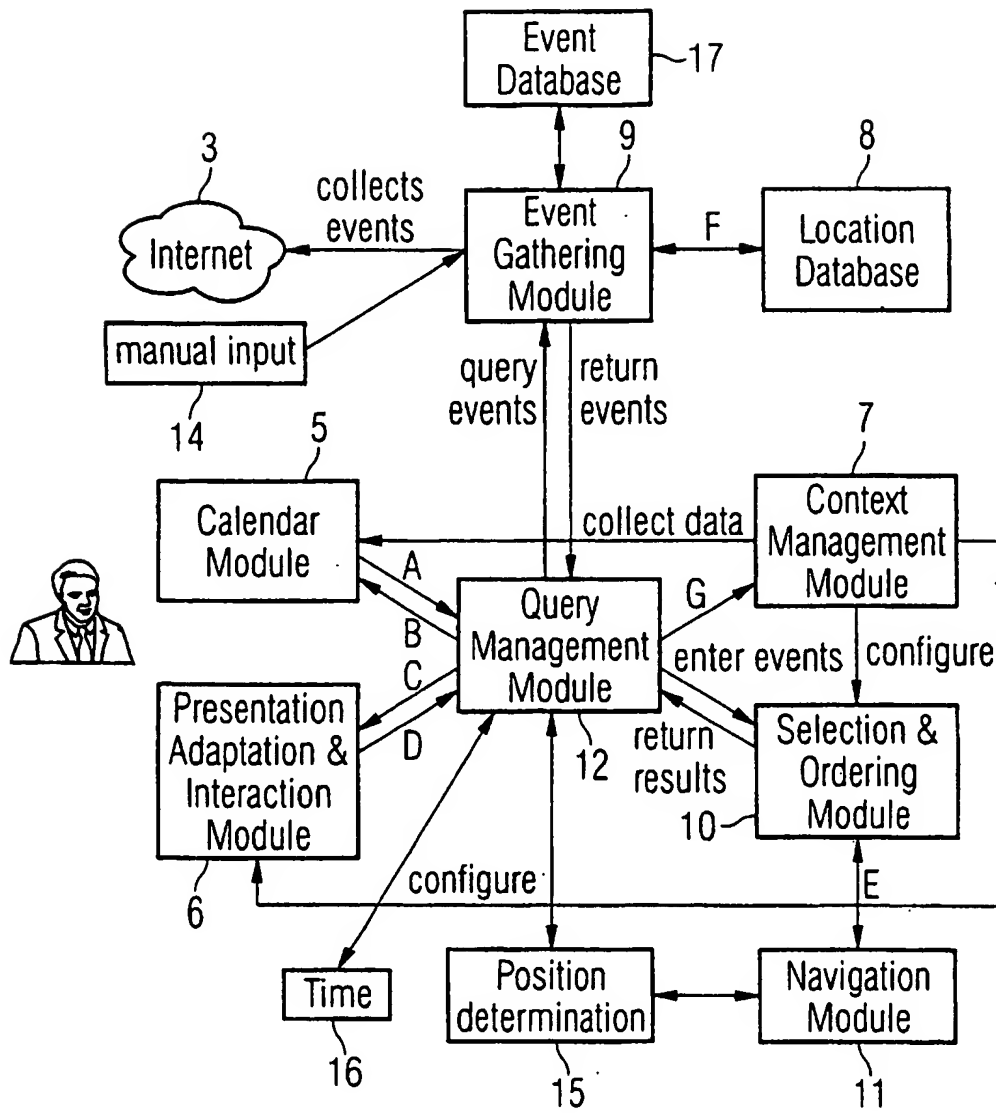 Event
Database
17
3
collects
events
9
8
Internet
Event
Gathering
Module
F
Location
Database
manual input
14
query
events
return
events
5
7
Calendar
Module
collect data
Context
Management
Module
A
B
Query
Management
Module
G
enter events
configure
C
D
Presentation
Adaptation &
Interaction
Module
12
return
results
Selection &
Ordering
Module
10
6
configure
E
Time
16
Position
determination
15
Navigation
Module
11